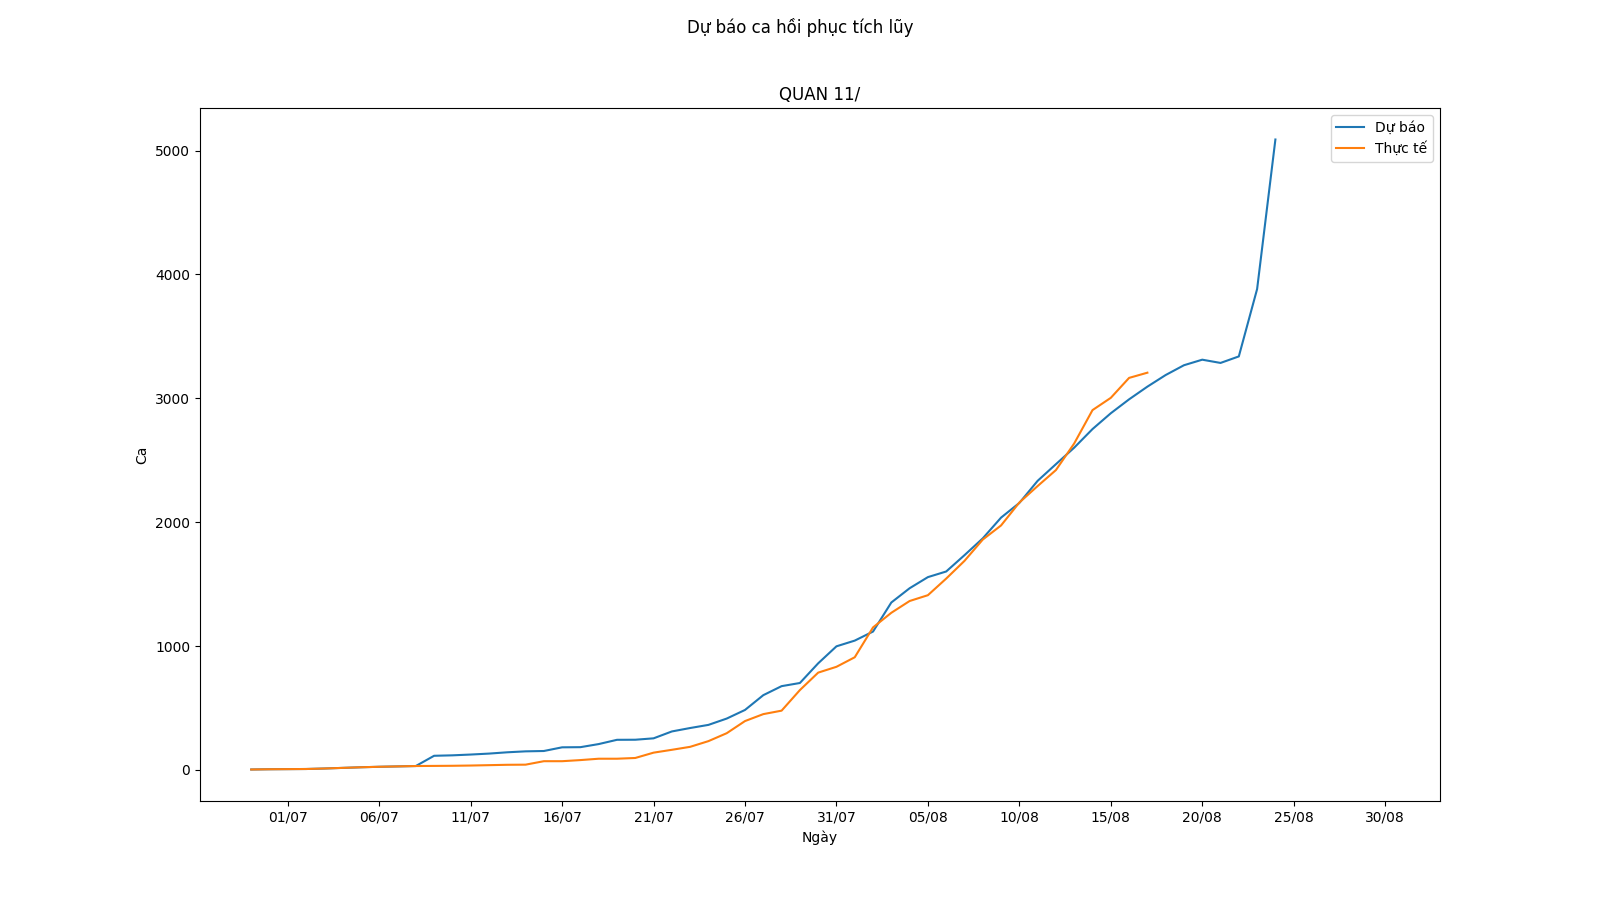 Dự báo ca hồi phục tích lũy
QUAN 11/
Dự báo
Thực tế
5000
4000
3000
2000
1000
0
Ca
01/07 06/07 11/07 16/07 21/07 26/07 31/07 05/08 10/08 15/08 20/08 25/08 30/08
Ngày